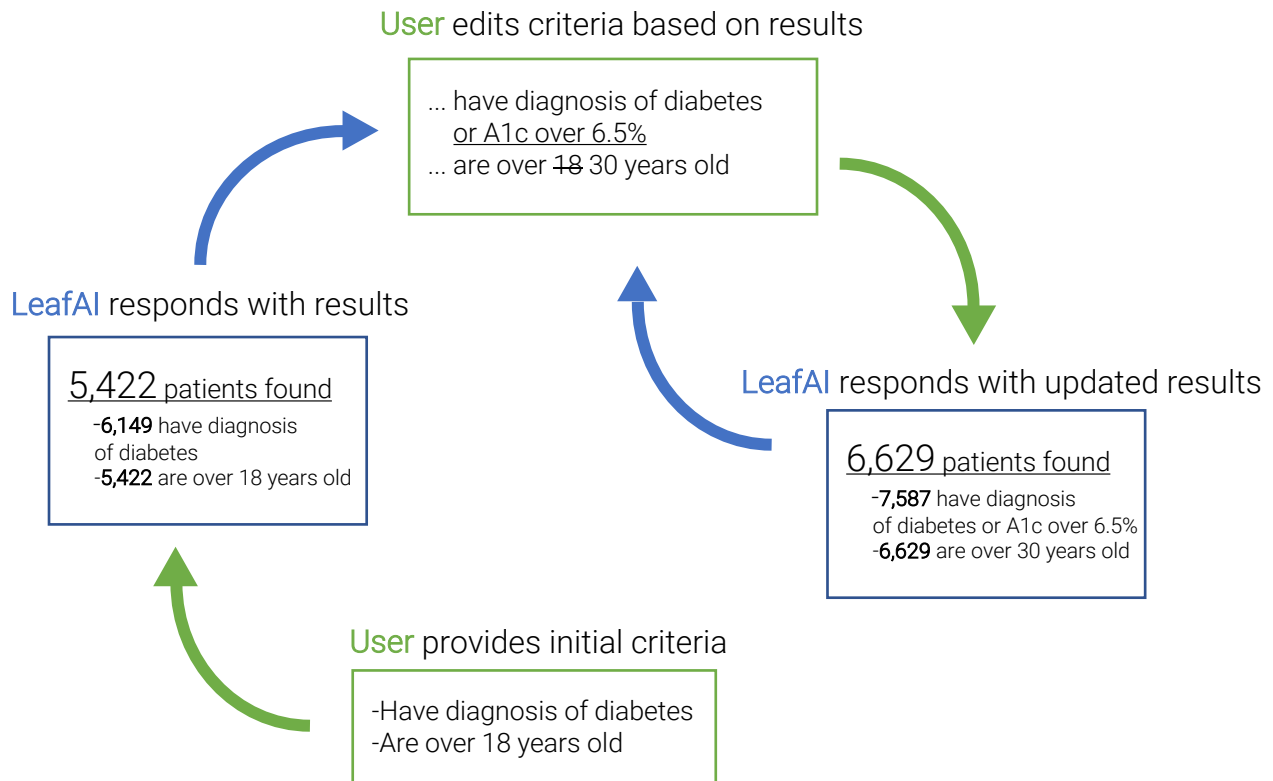 User edits criteria based on results
... have diagnosis of diabetes
or A1c over 6.5%
... are over 18 30 years old
LeafAI responds with results
5,422 patients found
-6,149 have diagnosis
of diabetes
-5,422 are over 18 years old
LeafAI responds with updated results
6,629 patients found
-7,587 have diagnosis
of diabetes or A1c over 6.5%
-6,629 are over 30 years old
User provides initial criteria
-Have diagnosis of diabetes
-Are over 18 years old